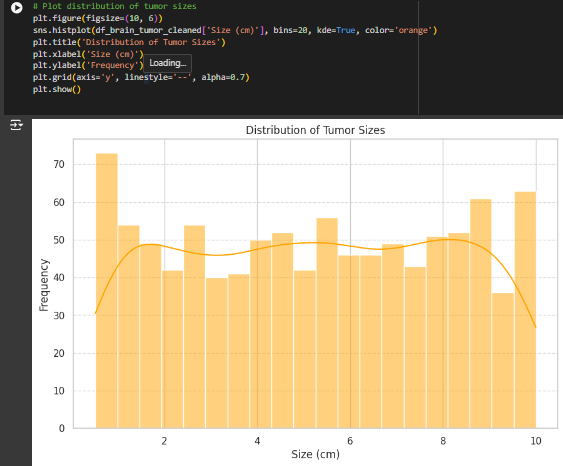 # Plot distribution of tumor sizes
plt.figure(figsize=(10, 6))
sns.histplot(df_brain_tumor_cleaned['Size (cm)'], bins=20, kde=True, color='orange')
plt.title('Distribution of Tumor Sizes')
plt.xlabel('Size (cm)')
plt.ylabel('Frequency')
Loading...
plt.grid(axis='y', linestyle='--', alpha=0.7)
plt.show()
Distribution of Tumor Sizes
70
60
50
40
30
20
10
0
Frequency
2 4 6 8 10
Size (cm)